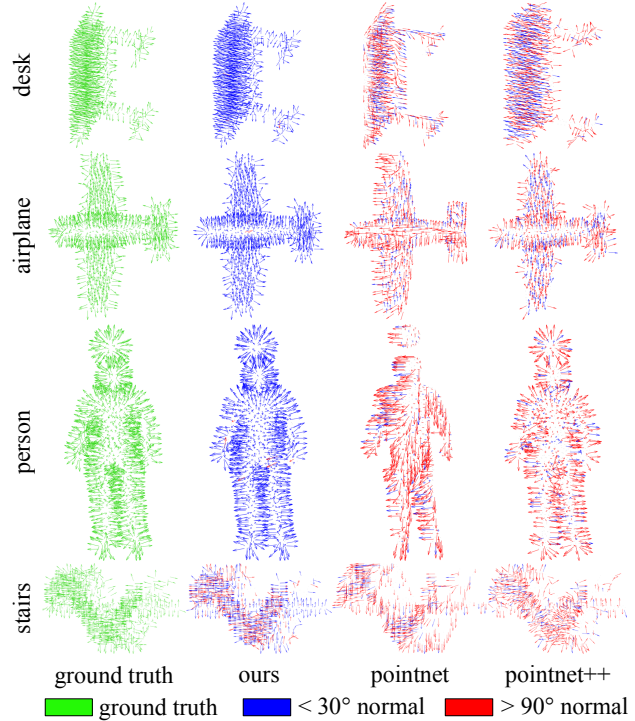 desk
airplane
person
stairs
ground truth ours pointnet pointnet++
ground truth < 30° normal > 90° normal